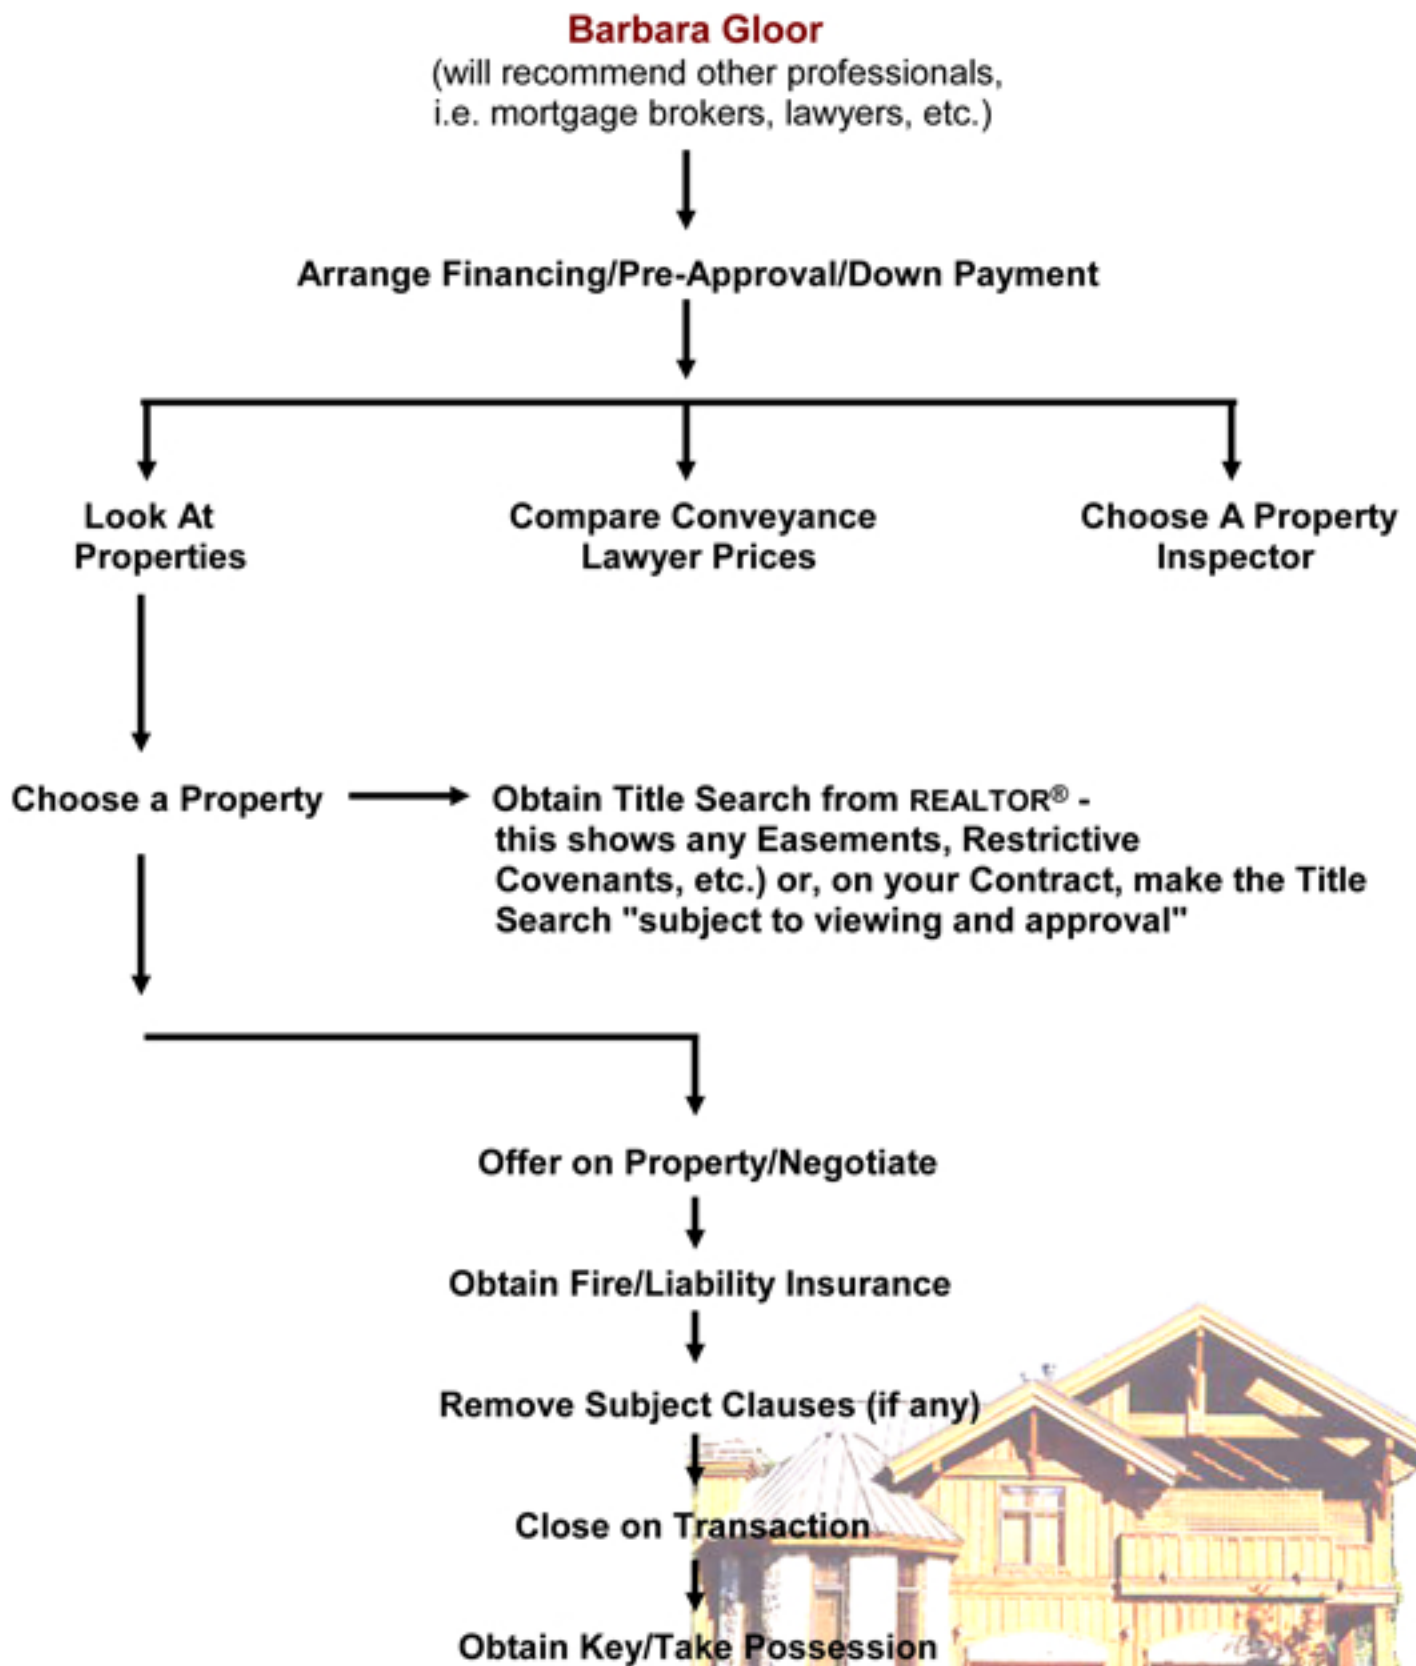 Barbara Gloor
(will recommend other professionals,
i.e. mortgage brokers, lawyers, etc.)
Arrange Financing/Pre-Approval/Down Payment
Look At
Properties
Compare Conveyance
Lawyer Prices
Choose A Property
Inspector
Choose a Property
Obtain Title Search from REALTOR® -
this shows any Easements, Restrictive
Covenants, etc.) or, on your Contract, make the Title
Search "subject to viewing and approval"
Offer on Property/Negotiate
Obtain Fire/Liability Insurance
Remove Subject Clauses (if any)
Close on Transaction
Obtain Key/Take Possession